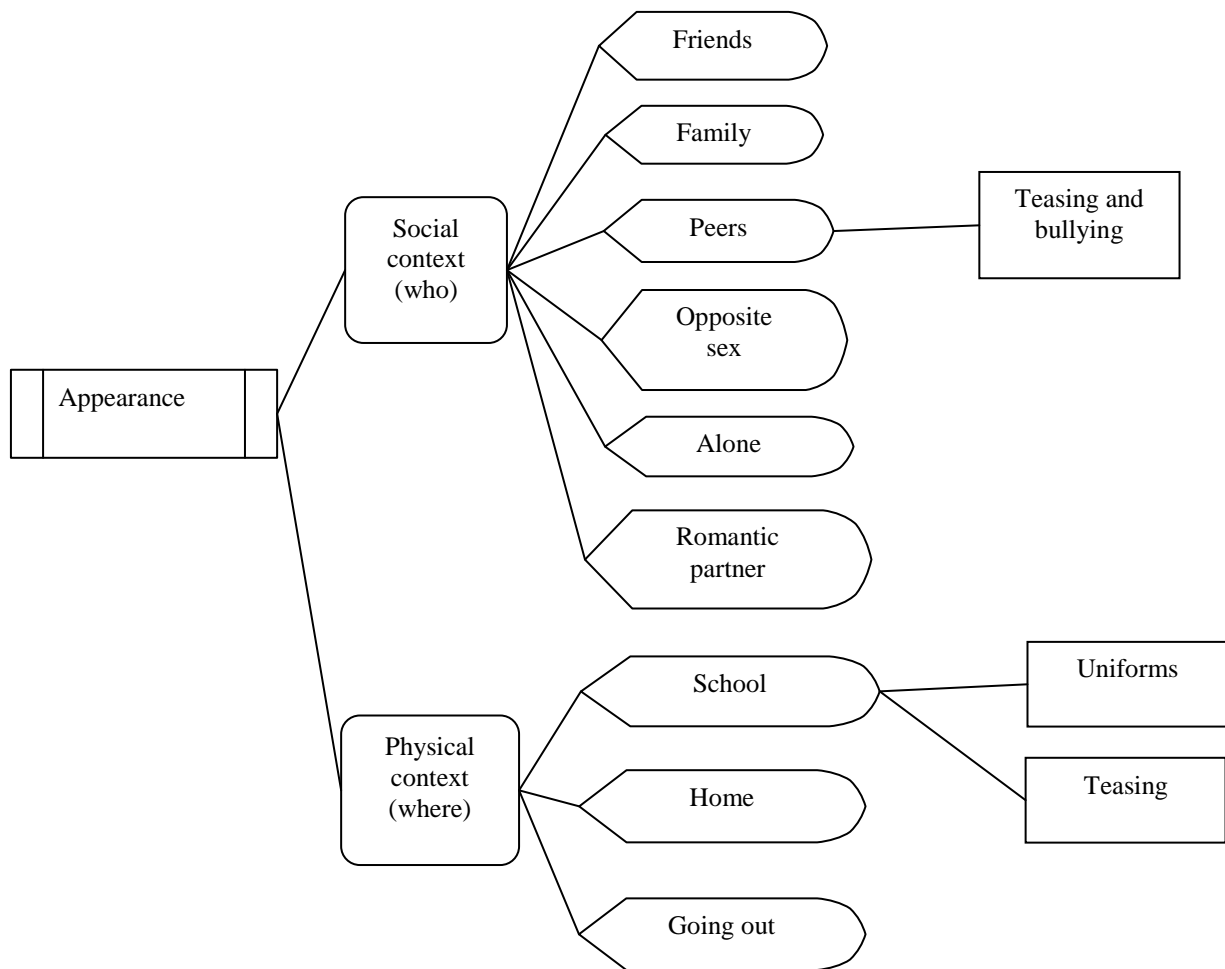 Friends
Family
Peers
Teasing and
bullying
Social
context
(who)
Opposite
sex
Appearance
Alone
Romantic
partner
School
Uniforms
Physical
context
(where)
Home
Teasing
Going out